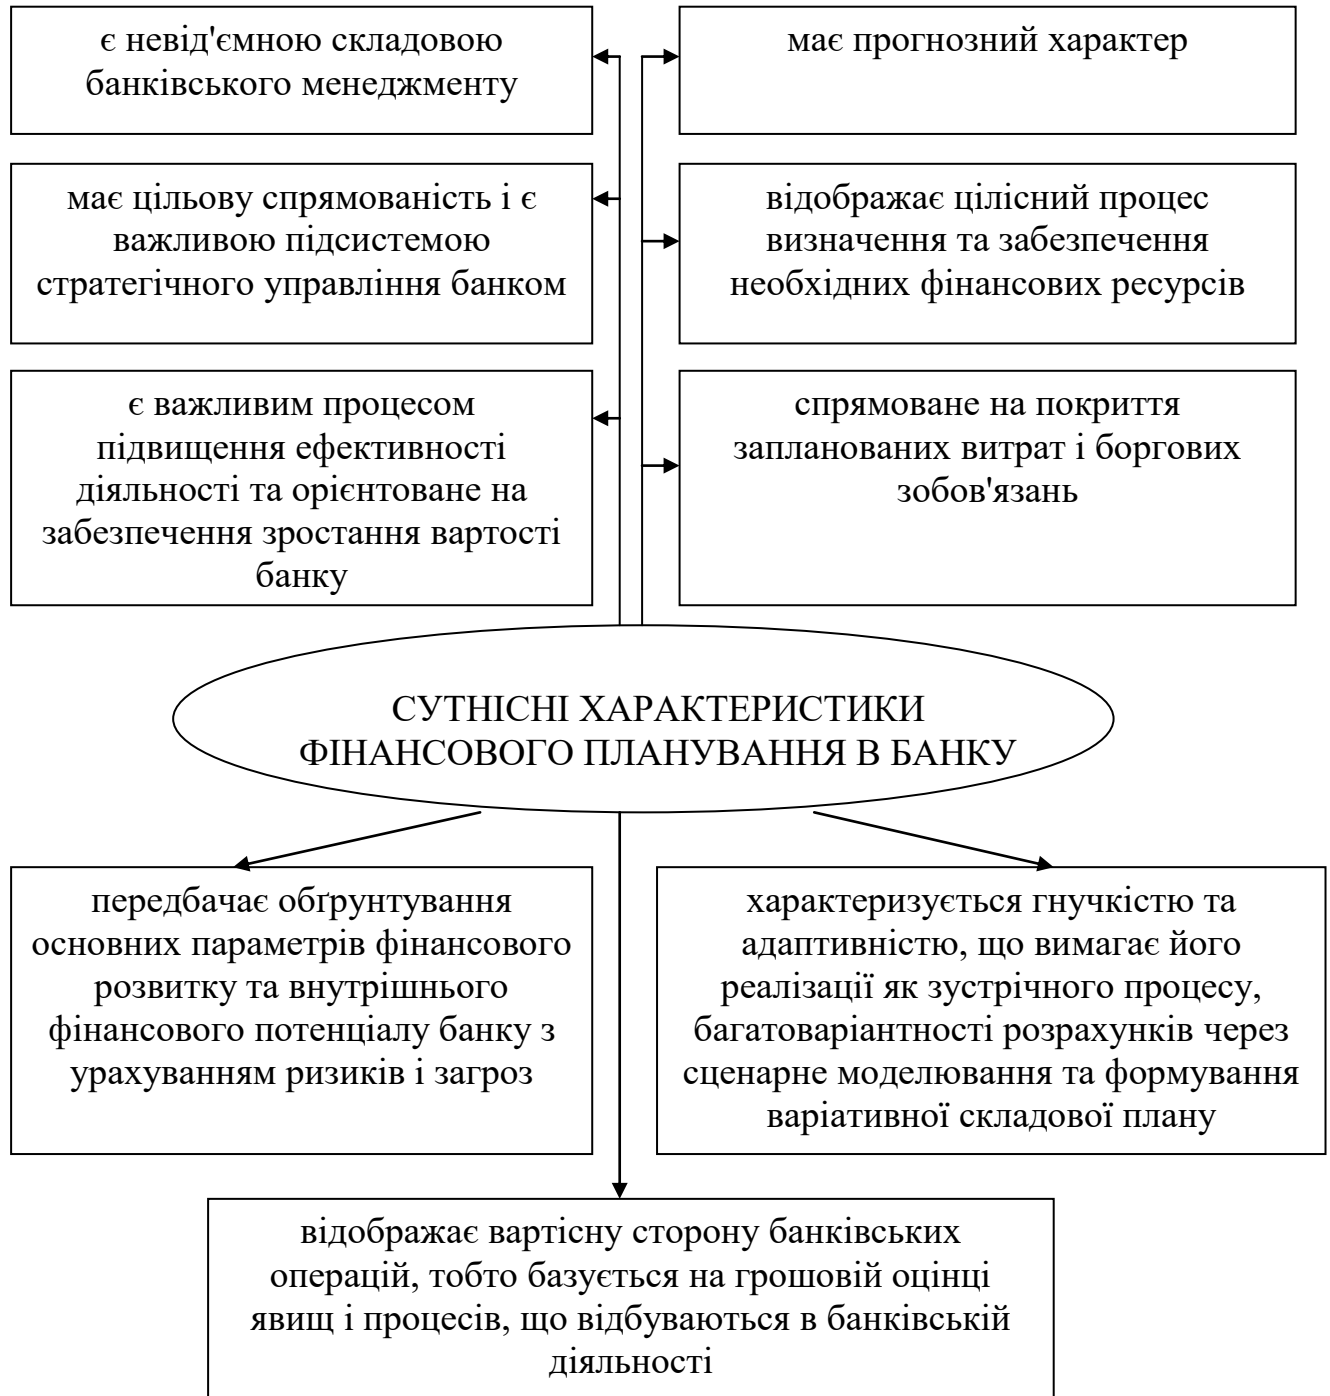 є невід'ємною складовою
банківського менеджменту
має прогнозний характер
має цільову спрямованість і є
важливою підсистемою
стратегічного управління банком
відображає цілісний процес
визначення та забезпечення
необхідних фінансових ресурсів
є важливим процесом
підвищення ефективності
діяльності та орієнтоване на
забезпечення зростання вартості
банку
спрямоване на покриття
запланованих витрат і боргових
зобов'язань
СУТНІСНІ ХАРАКТЕРИСТИКИ
ФІНАНСОВОГО ПЛАНУВАННЯ В БАНКУ
передбачає обґрунтування
основних параметрів фінансового
розвитку та внутрішнього
фінансового потенціалу банку з
урахуванням ризиків і загроз
характеризується гнучкістю та
адаптивністю, що вимагає його
реалізації як зустрічного процесу,
багатоваріантності розрахунків через
сценарне моделювання та формування
варіативної складової плану
відображає вартісну сторону банківських
операцій, тобто базується на грошовій оцінці
явищ і процесів, що відбуваються в банківській
діяльності